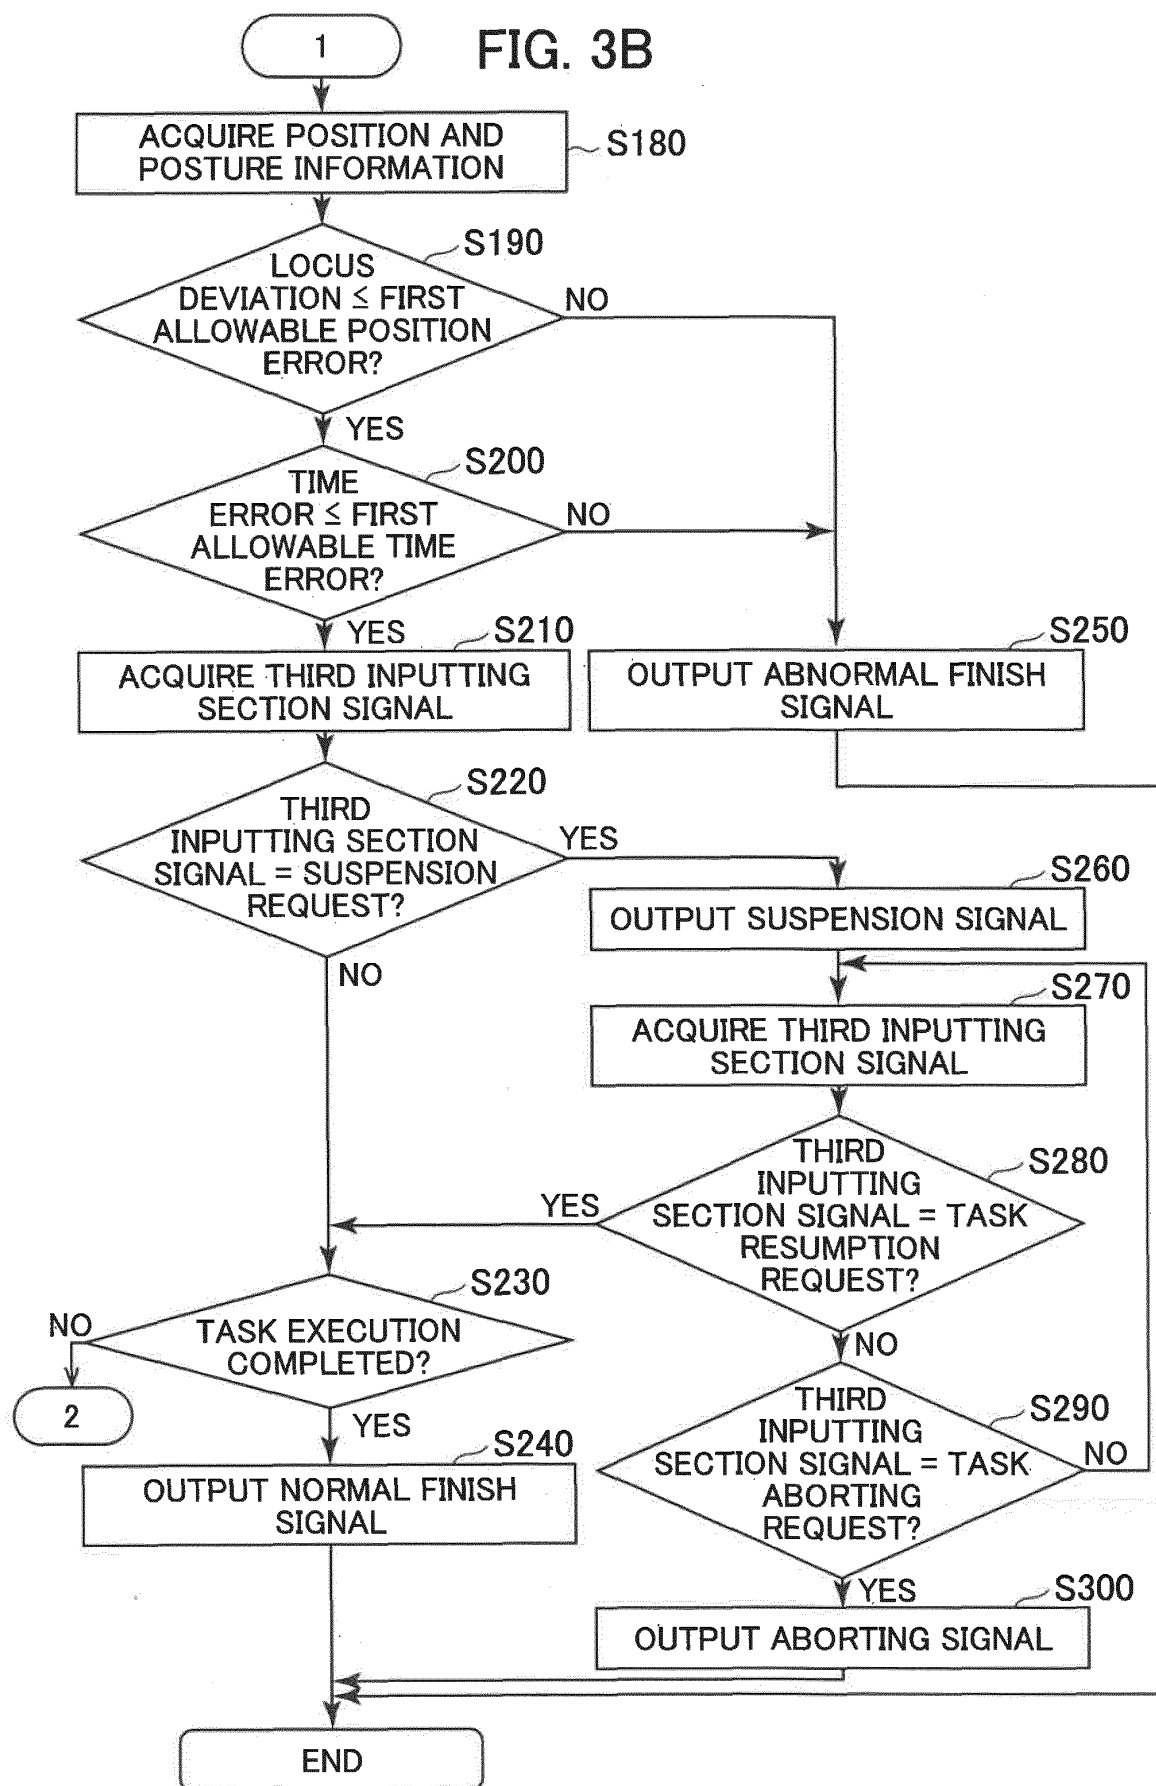 1
FIG. 3B
ACQUIRE POSITION AND
POSTURE INFORMATION
S180
S190
LOCUS
DEVIATION ≤ FIRST
ALLOWABLE POSITION
ERROR?
NO
YES
S200
TIME
ERROR ≤ FIRST
ALLOWABLE TIME
ERROR?
NO
YES
S210
ACQUIRE THIRD INPUTTING
SECTION SIGNAL
S250
OUTPUT ABNORMAL FINISH
SIGNAL
S220
THIRD
INPUTTING SECTION
SIGNAL = SUSPENSION
REQUEST?
YES
NO
S260
OUTPUT SUSPENSION SIGNAL
S270
ACQUIRE THIRD INPUTTING
SECTION SIGNAL
S280
THIRD
INPUTTING
SECTION SIGNAL = TASK
RESUMPTION
REQUEST?
YES
NO
S230
TASK EXECUTION
COMPLETED?
NO
2
YES
S290
THIRD
INPUTTING
SECTION SIGNAL = TASK
ABORTING
REQUEST?
NO
YES
S240
OUTPUT NORMAL FINISH
SIGNAL
S300
OUTPUT ABORTING SIGNAL
END